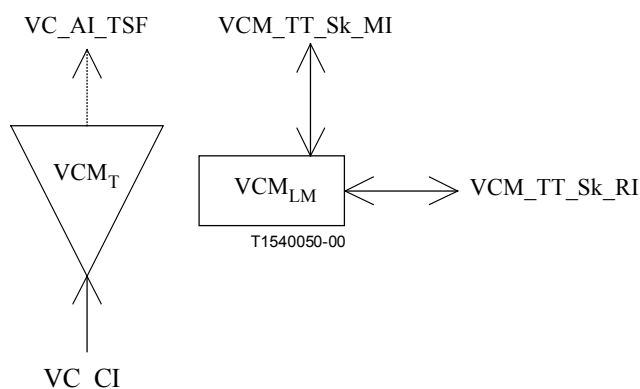 VC_AI_TSF
VCM_TT_Sk_MI
VCM_T
VCM_LM
VCM_TT_Sk_RI
T1540050-00
VC_CI